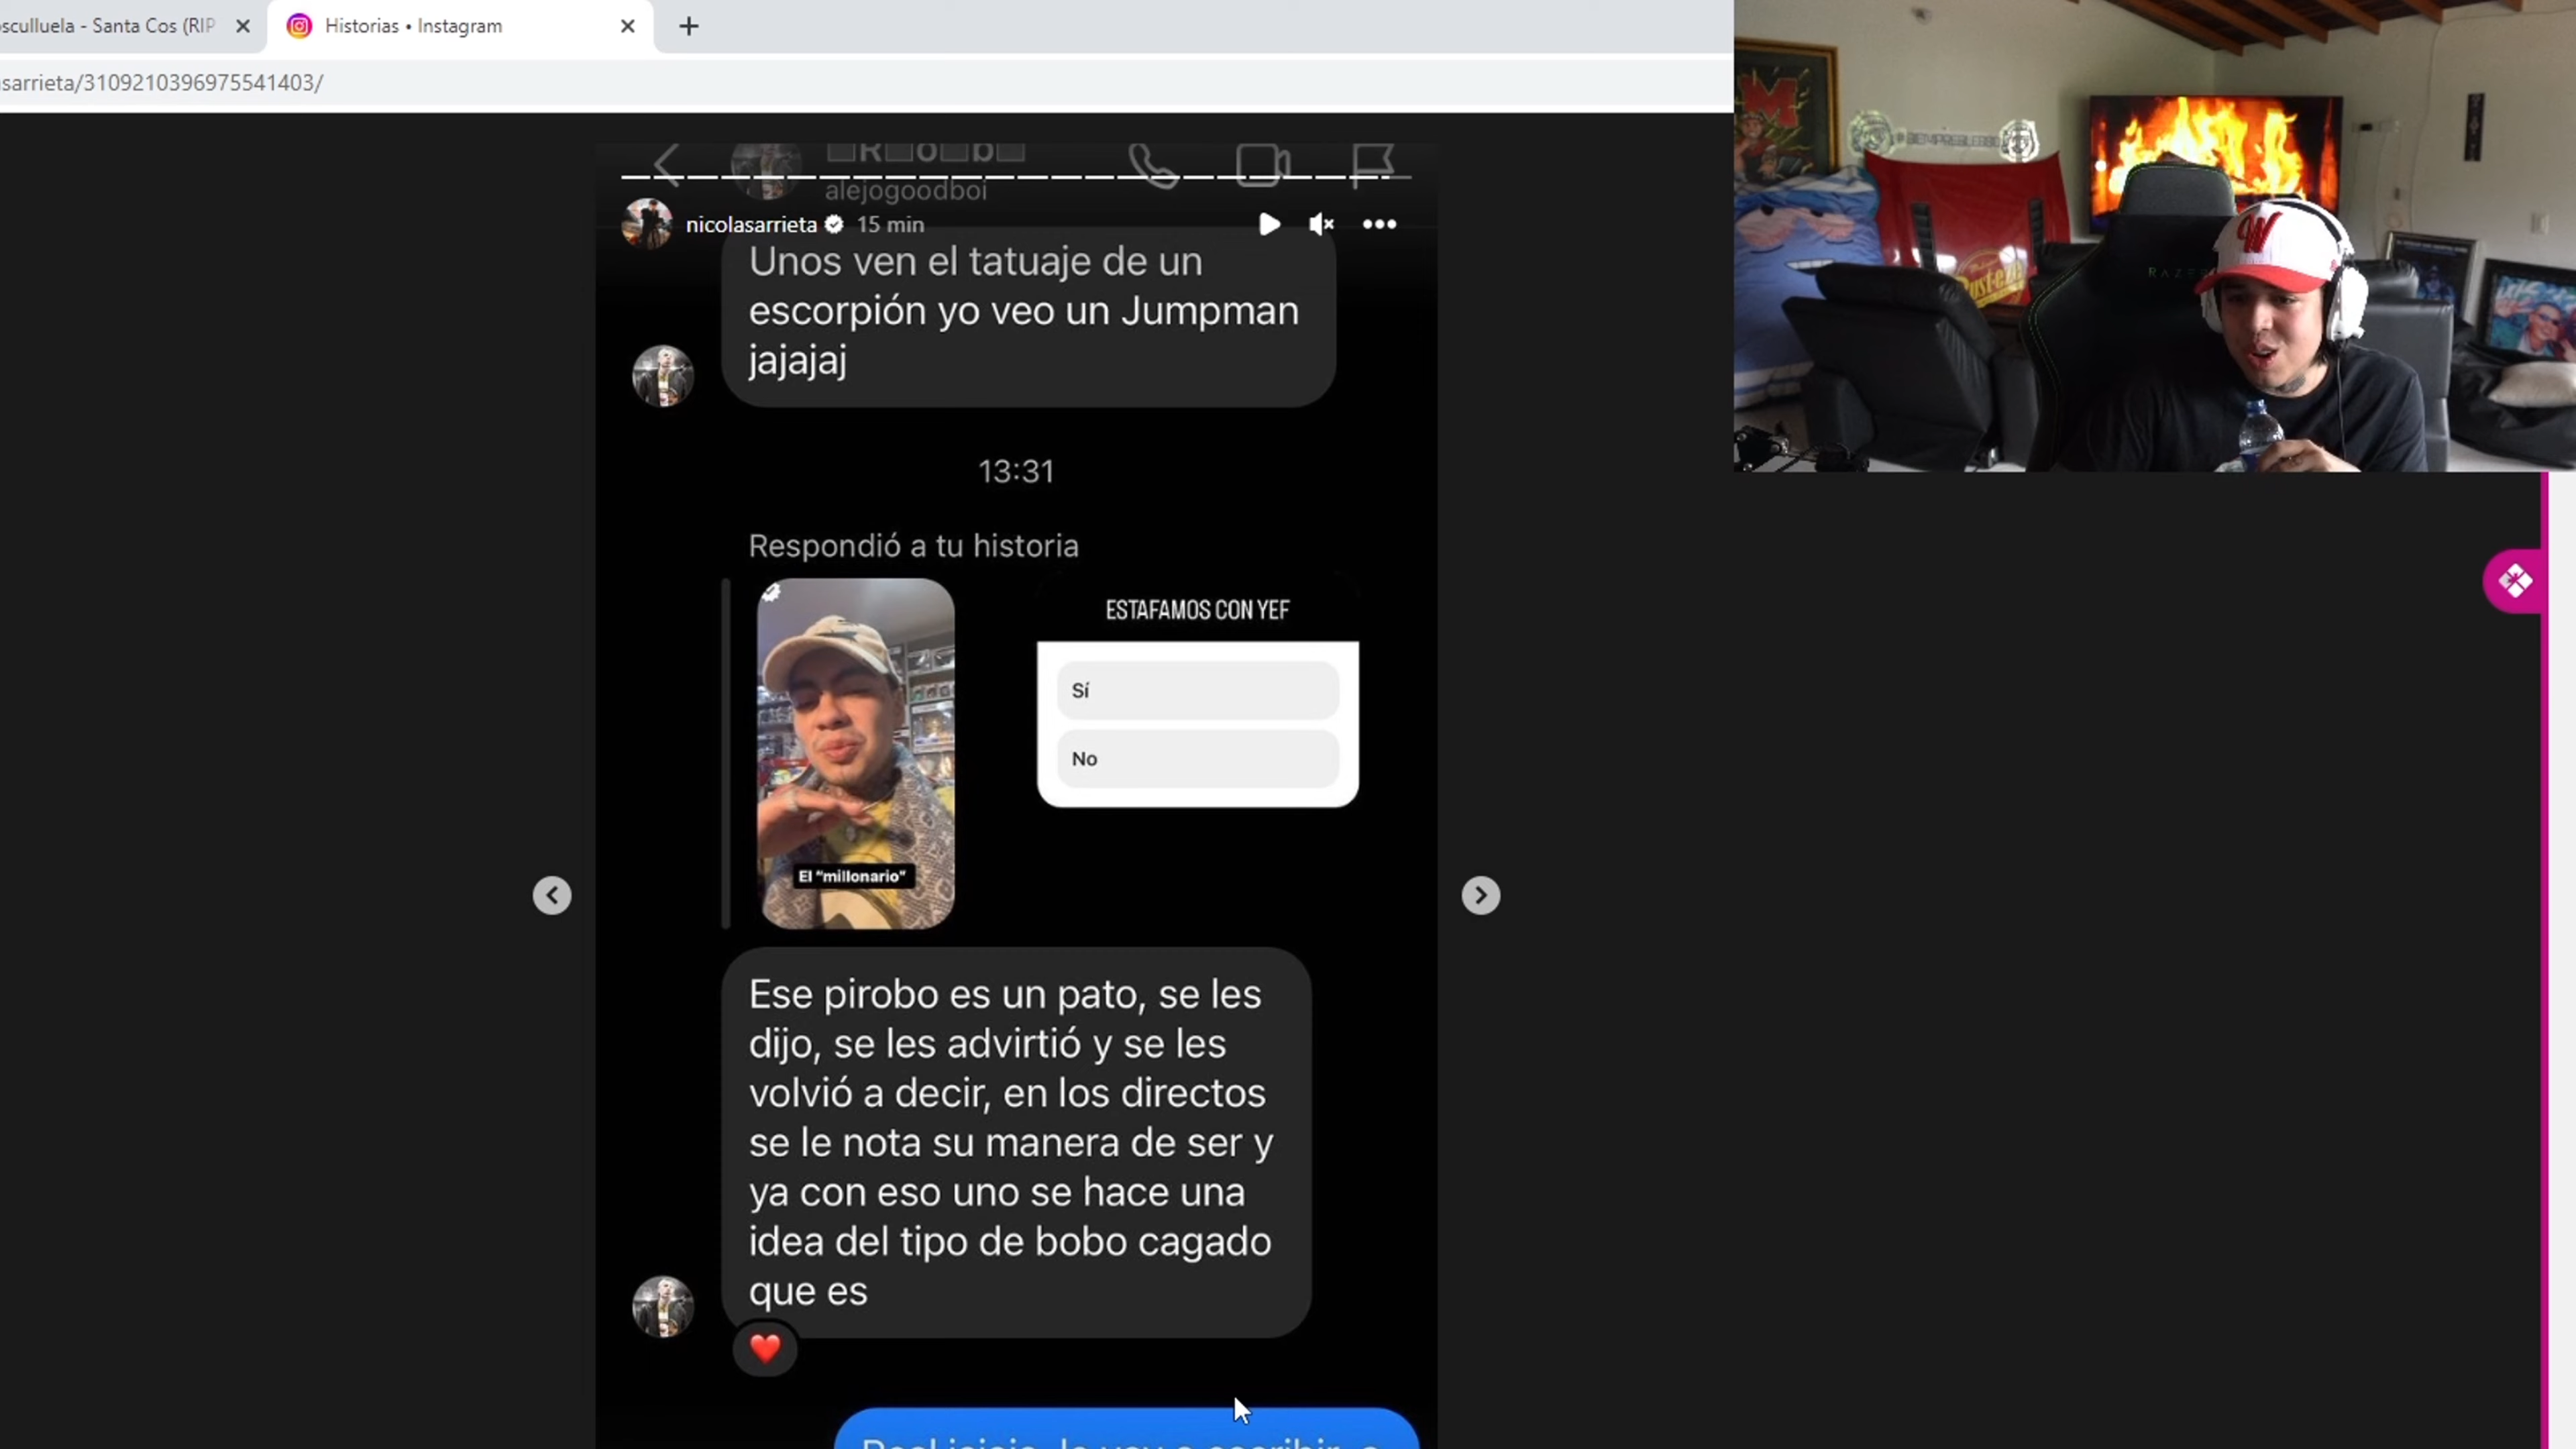 osculluela - Santa Cos (RIP
Historias • Instagram
sarrieta/3109210396975541403/
alejogoodboi
nicolasarrieta 15 min
Unos ven el tatuaje de un
escorpión yo veo un Jumpman
jajajaj
13:31
Respondió a tu historia
ESTAFAMOS CON YEF
Sí
No
El "millonario"
Ese pirobo es un pato, se les
dijo, se les advirtió y se les
volvió a decir, en los directos
se le nota su manera de ser y
ya con eso uno se hace una
idea del tipo de bobo cagado
que es
RAZER